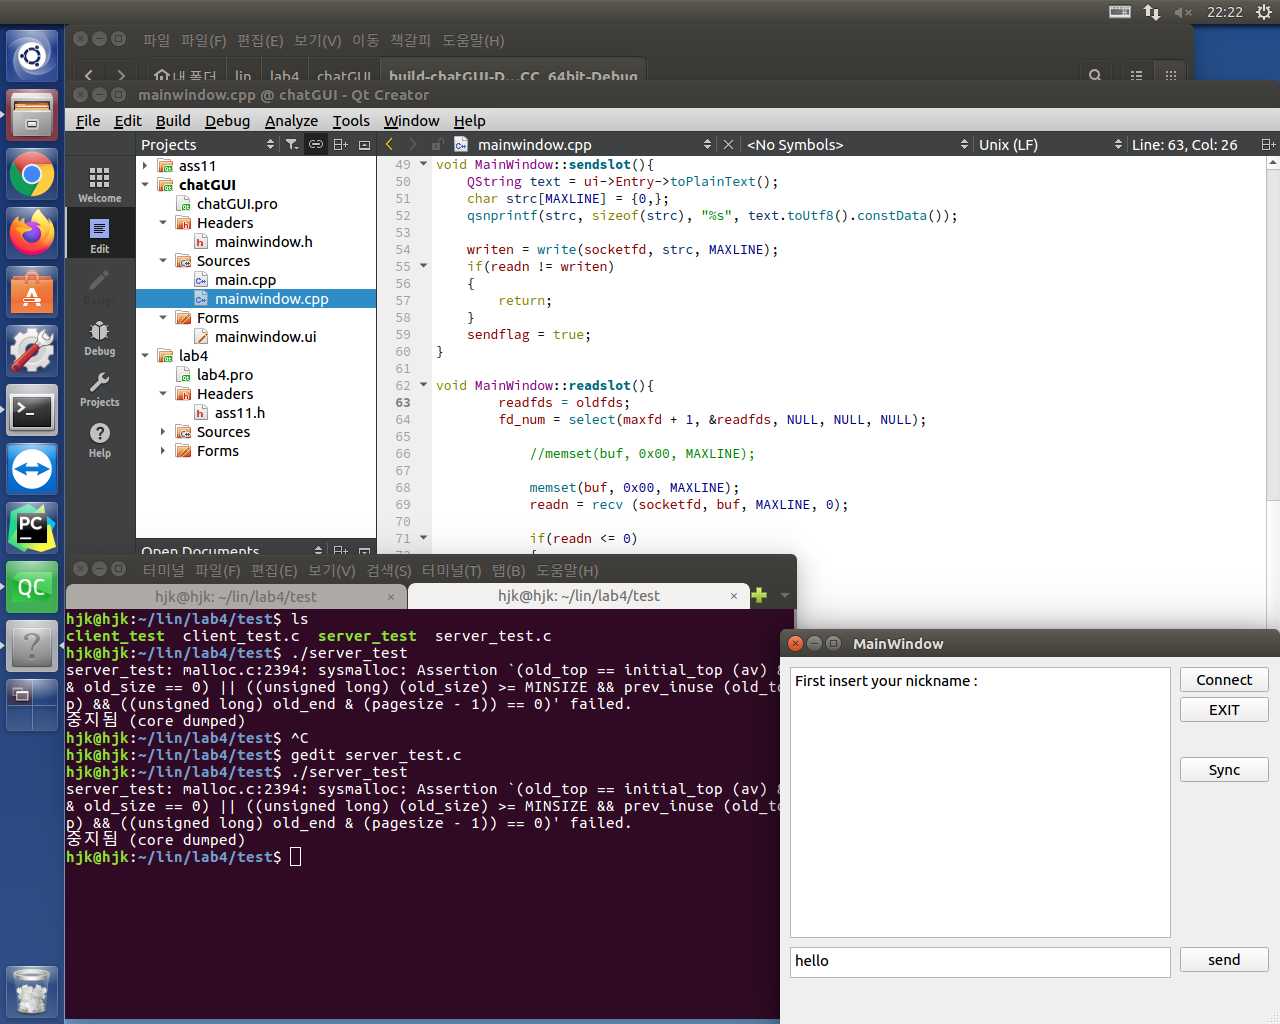 22:22
파일 파일(F) 편집(E) 보기(V) 이동 책갈피 도움말(H)
내 폴더 lin lab4 chatGUI build-chatGUI-D...CC_64bit-Debug
mainwindow.cpp @ chatGUI - Qt Creator
File Edit Build Debug Analyze Tools Window Help
Projects
mainwindow.cpp
<No Symbols>
Unix (LF)
Line: 63, Col: 26
Welcome
Edit
Design
Debug
Projects
Help
ass11
chatGUI
chatGUI.pro
Headers
mainwindow.h
Sources
main.cpp
mainwindow.cpp
Forms
mainwindow.ui
lab4
lab4.pro
Headers
ass11.h
Sources
Forms
Open Documents
49 void MainWindow::sendslot(){
50 QString text = ui->Entry->toPlainText();
51 char strc[MAXLINE] = {0,};
52 qsnprintf(strc, sizeof(strc), "%s", text.toUtf8().constData());
53
54 writen = write(socketfd, strc, MAXLINE);
55 if(readn != writen)
56 {
57 return;
58 }
59 sendflag = true;
60 }
61
62 void MainWindow::readslot(){
63 readfds = oldfds;
64 fd_num = select(maxfd + 1, &readfds, NULL, NULL, NULL);
65
66 //memset(buf, 0x00, MAXLINE);
67
68 memset(buf, 0x00, MAXLINE);
69 readn = recv (socketfd, buf, MAXLINE, 0);
70
71 if(readn <= 0)
터미널 파일(F) 편집(E) 보기(V) 검색(S) 터미널(T) 탭(B) 도움말(H)
hjk@hjk: ~/lin/lab4/test × hjk@hjk: ~/lin/lab4/test ×
hjk@hjk:~/lin/lab4/test$ ls
client_test client_test.c server_test server_test.c
hjk@hjk:~/lin/lab4/test$ ./server_test
server_test: malloc.c:2394: sysmalloc: Assertion `(old_top == initial_top (av) &
& old_size == 0) || ((unsigned long) (old_size) >= MINSIZE && prev_inuse (old_to
p) && ((unsigned long) old_end & (pagesize - 1)) == 0)' failed.
중지됨 (core dumped)
hjk@hjk:~/lin/lab4/test$ ^C
hjk@hjk:~/lin/lab4/test$ gedit server_test.c
hjk@hjk:~/lin/lab4/test$ ./server_test
server_test: malloc.c:2394: sysmalloc: Assertion `(old_top == initial_top (av) &
& old_size == 0) || ((unsigned long) (old_size) >= MINSIZE && prev_inuse (old_to
p) && ((unsigned long) old_end & (pagesize - 1)) == 0)' failed.
중지됨 (core dumped)
hjk@hjk:~/lin/lab4/test$
MainWindow
First insert your nickname :
Connect
EXIT
Sync
hello
send
PC
QC